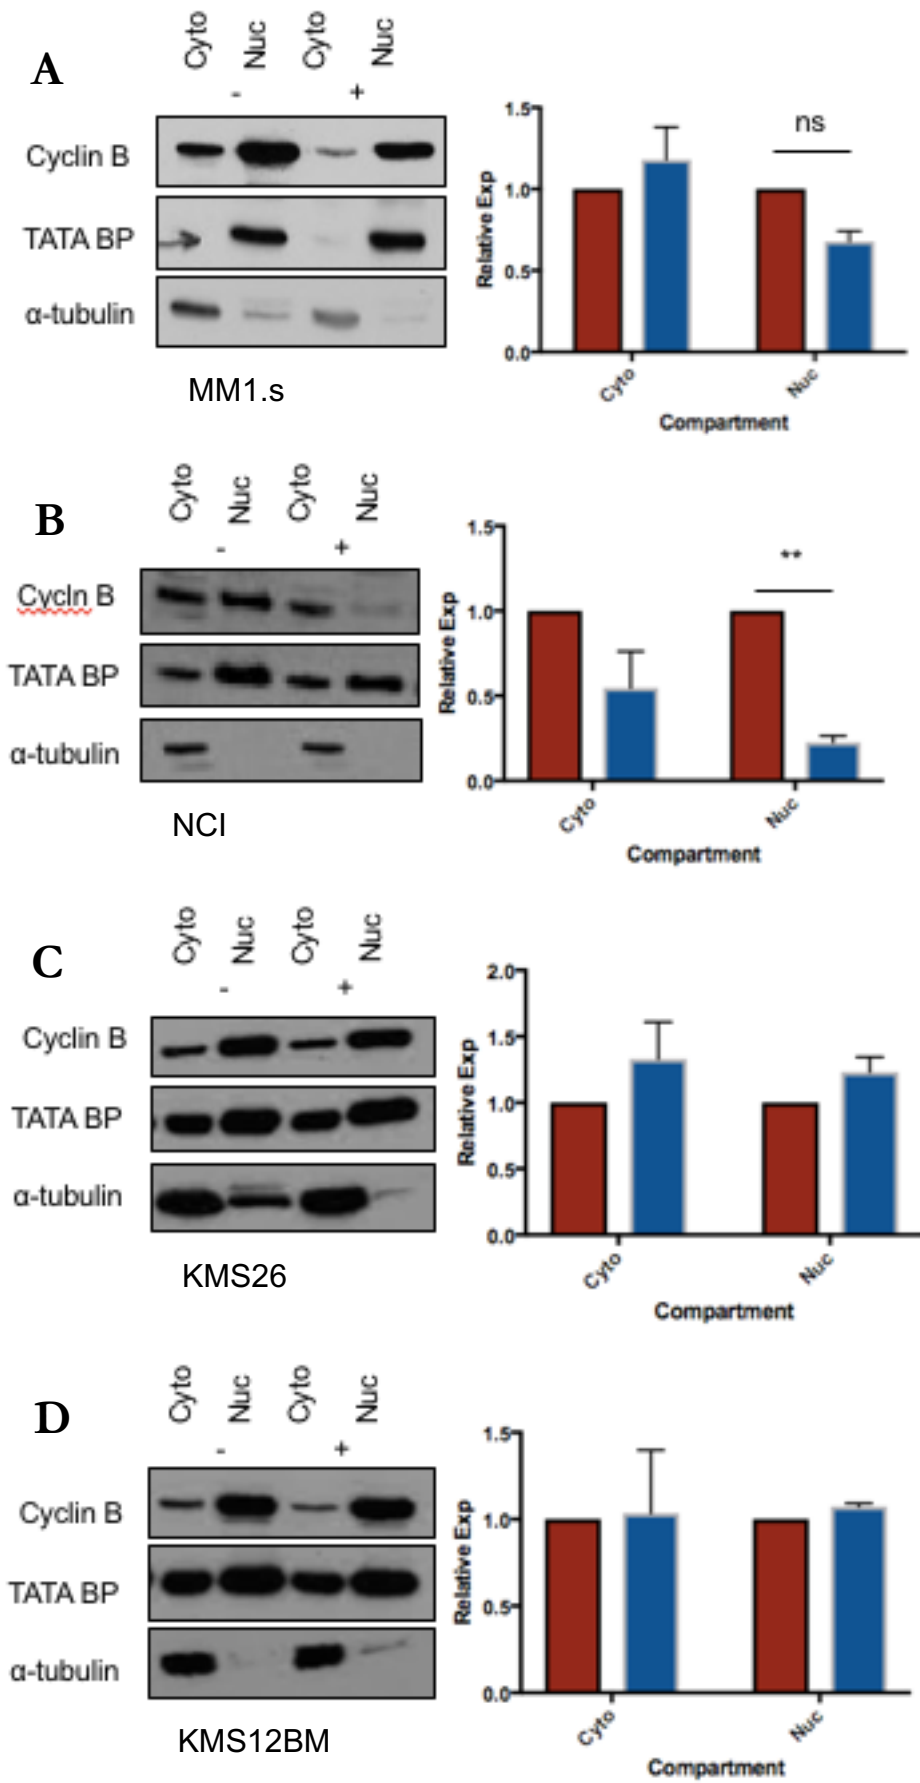 A
Cyto Nuc Cyto Nuc
- +
Cyclin B
TATA BP
α-tubulin
MM1.s
1.5
1.0
0.5
0.0
Relative Exp
ns
Cyto Nuc
Compartment
B
Cyto Nuc Cyto Nuc
- +
Cycln B
TATA BP
α-tubulin
NCI
1.5
1.0
0.5
0.0
Relative Exp
**
Cyto Nuc
Compartment
C
Cyto Nuc Cyto Nuc
- +
Cyclin B
TATA BP
α-tubulin
KMS26
2.0
1.5
1.0
0.5
0.0
Relative Exp
Cyto Nuc
Compartment
D
Cyto Nuc Cyto Nuc
- +
Cyclin B
TATA BP
α-tubulin
KMS12BM
1.5
1.0
0.5
0.0
Relative Exp
Cyto Nuc
Compartment